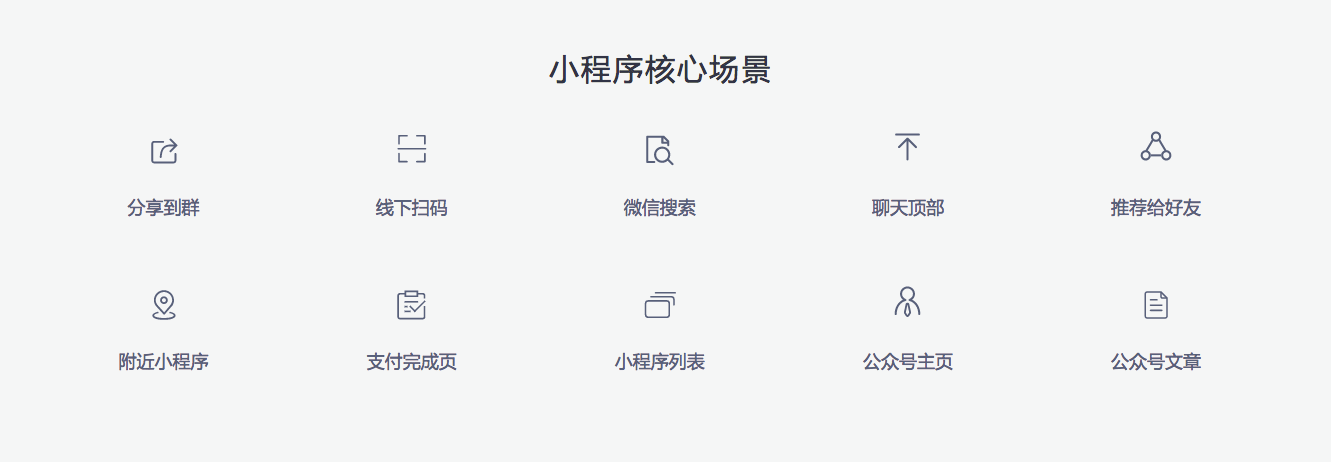 小程序核心场景
分享到群
线下扫码
微信搜索
聊天顶部
推荐给好友
附近小程序
支付完成页
小程序列表
公众号主页
公众号文章